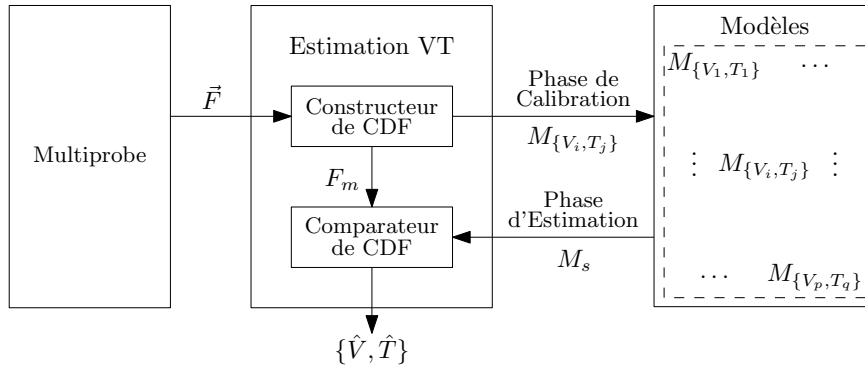 Multiprobe
$\vec{F}$
Estimation VT
Constructeur
de CDF
$F_m$
Comparateur
de CDF
$\{\hat{V}, \hat{T}\}$
Phase de
Calibration
$M_{\{V_i,T_j\}}$
Phase
d'Estimation
$M_s$
Modèles
$M_{\{V_1,T_1\}}$ ⋯
⋮ $M_{\{V_i,T_j\}}$ ⋮
⋯ $M_{\{V_p,T_q\}}$